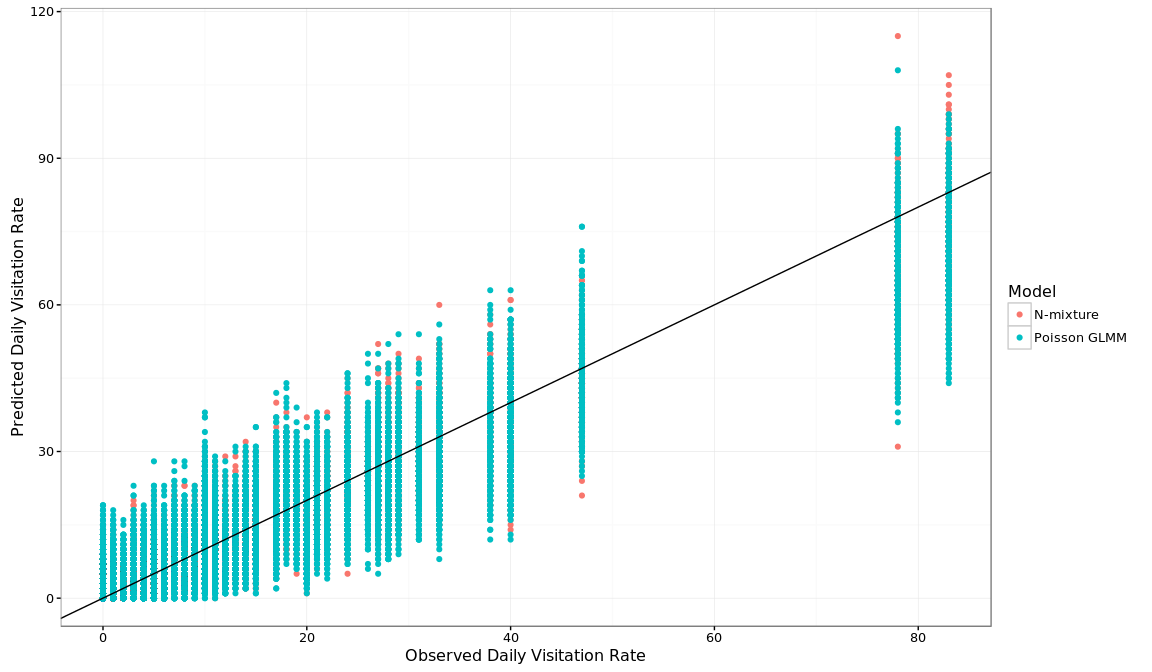 120
90
60
30
0
0
20
40
60
80
Predicted Daily Visitation Rate
Observed Daily Visitation Rate
Model
N-mixture
Poisson GLMM